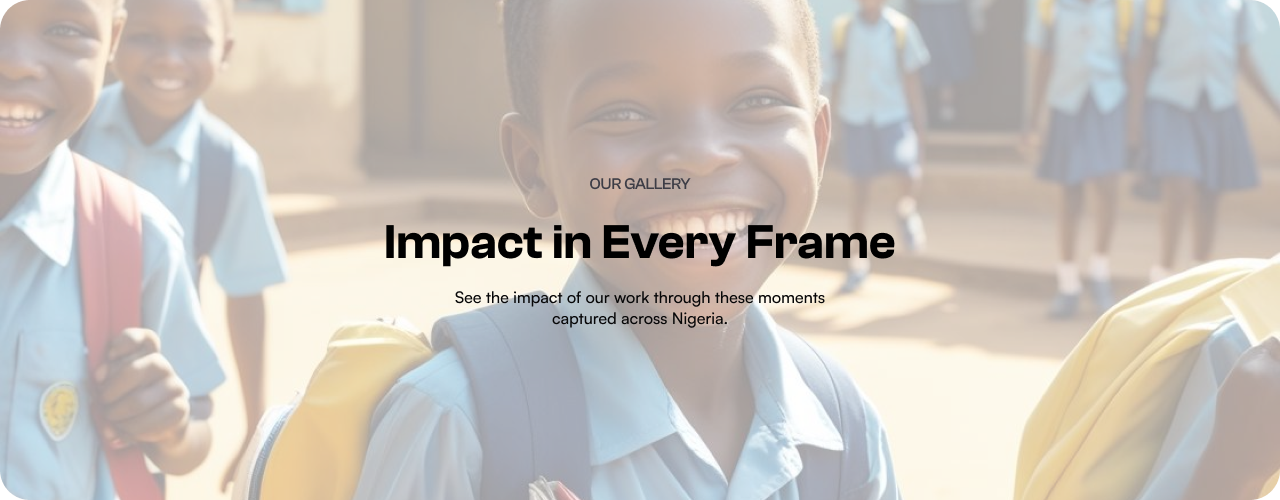 OUR GALLERY
Impact in Every Frame
See the impact of our work through these moments
captured across Nigeria.